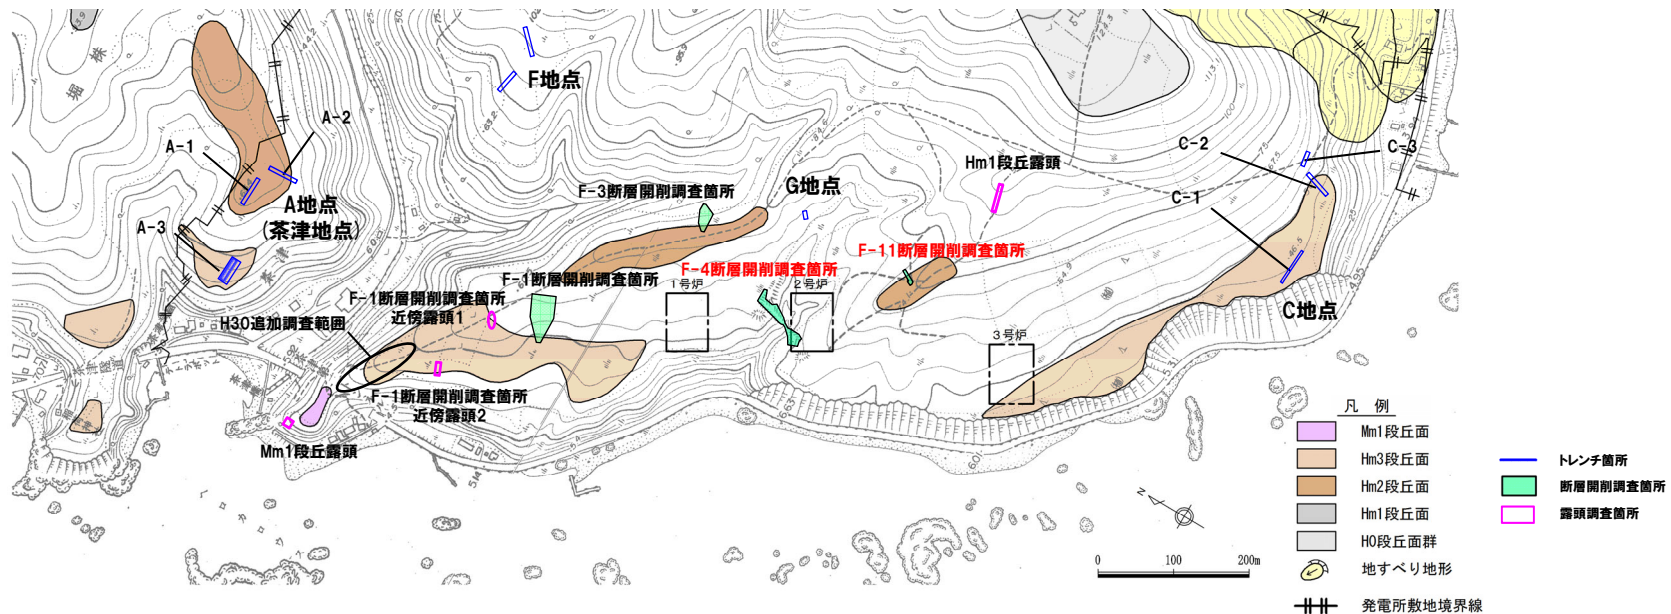 堀株
F地点
A-2
A-1
Hm1段丘露頭
C-2
C-3
F-3断層開削調査箇所
G地点
A地点
(茶津地点)
C-1
A-3
茶津
F-1断層開削調査箇所
F-4断層開削調査箇所
F-11断層開削調査箇所
1号炉
2号炉
F-1断層開削調査箇所
近傍露頭1
H30追加調査範囲
C地点
3号炉
F-1断層開削調査箇所
近傍露頭2
Mm1段丘露頭
凡 例
Mm1段丘面
Hm3段丘面
Hm2段丘面
Hm1段丘面
H0段丘面群
地すべり地形
発電所敷地境界線
トレンチ箇所
断層開削調査箇所
露頭調査箇所
N
0 100 200m